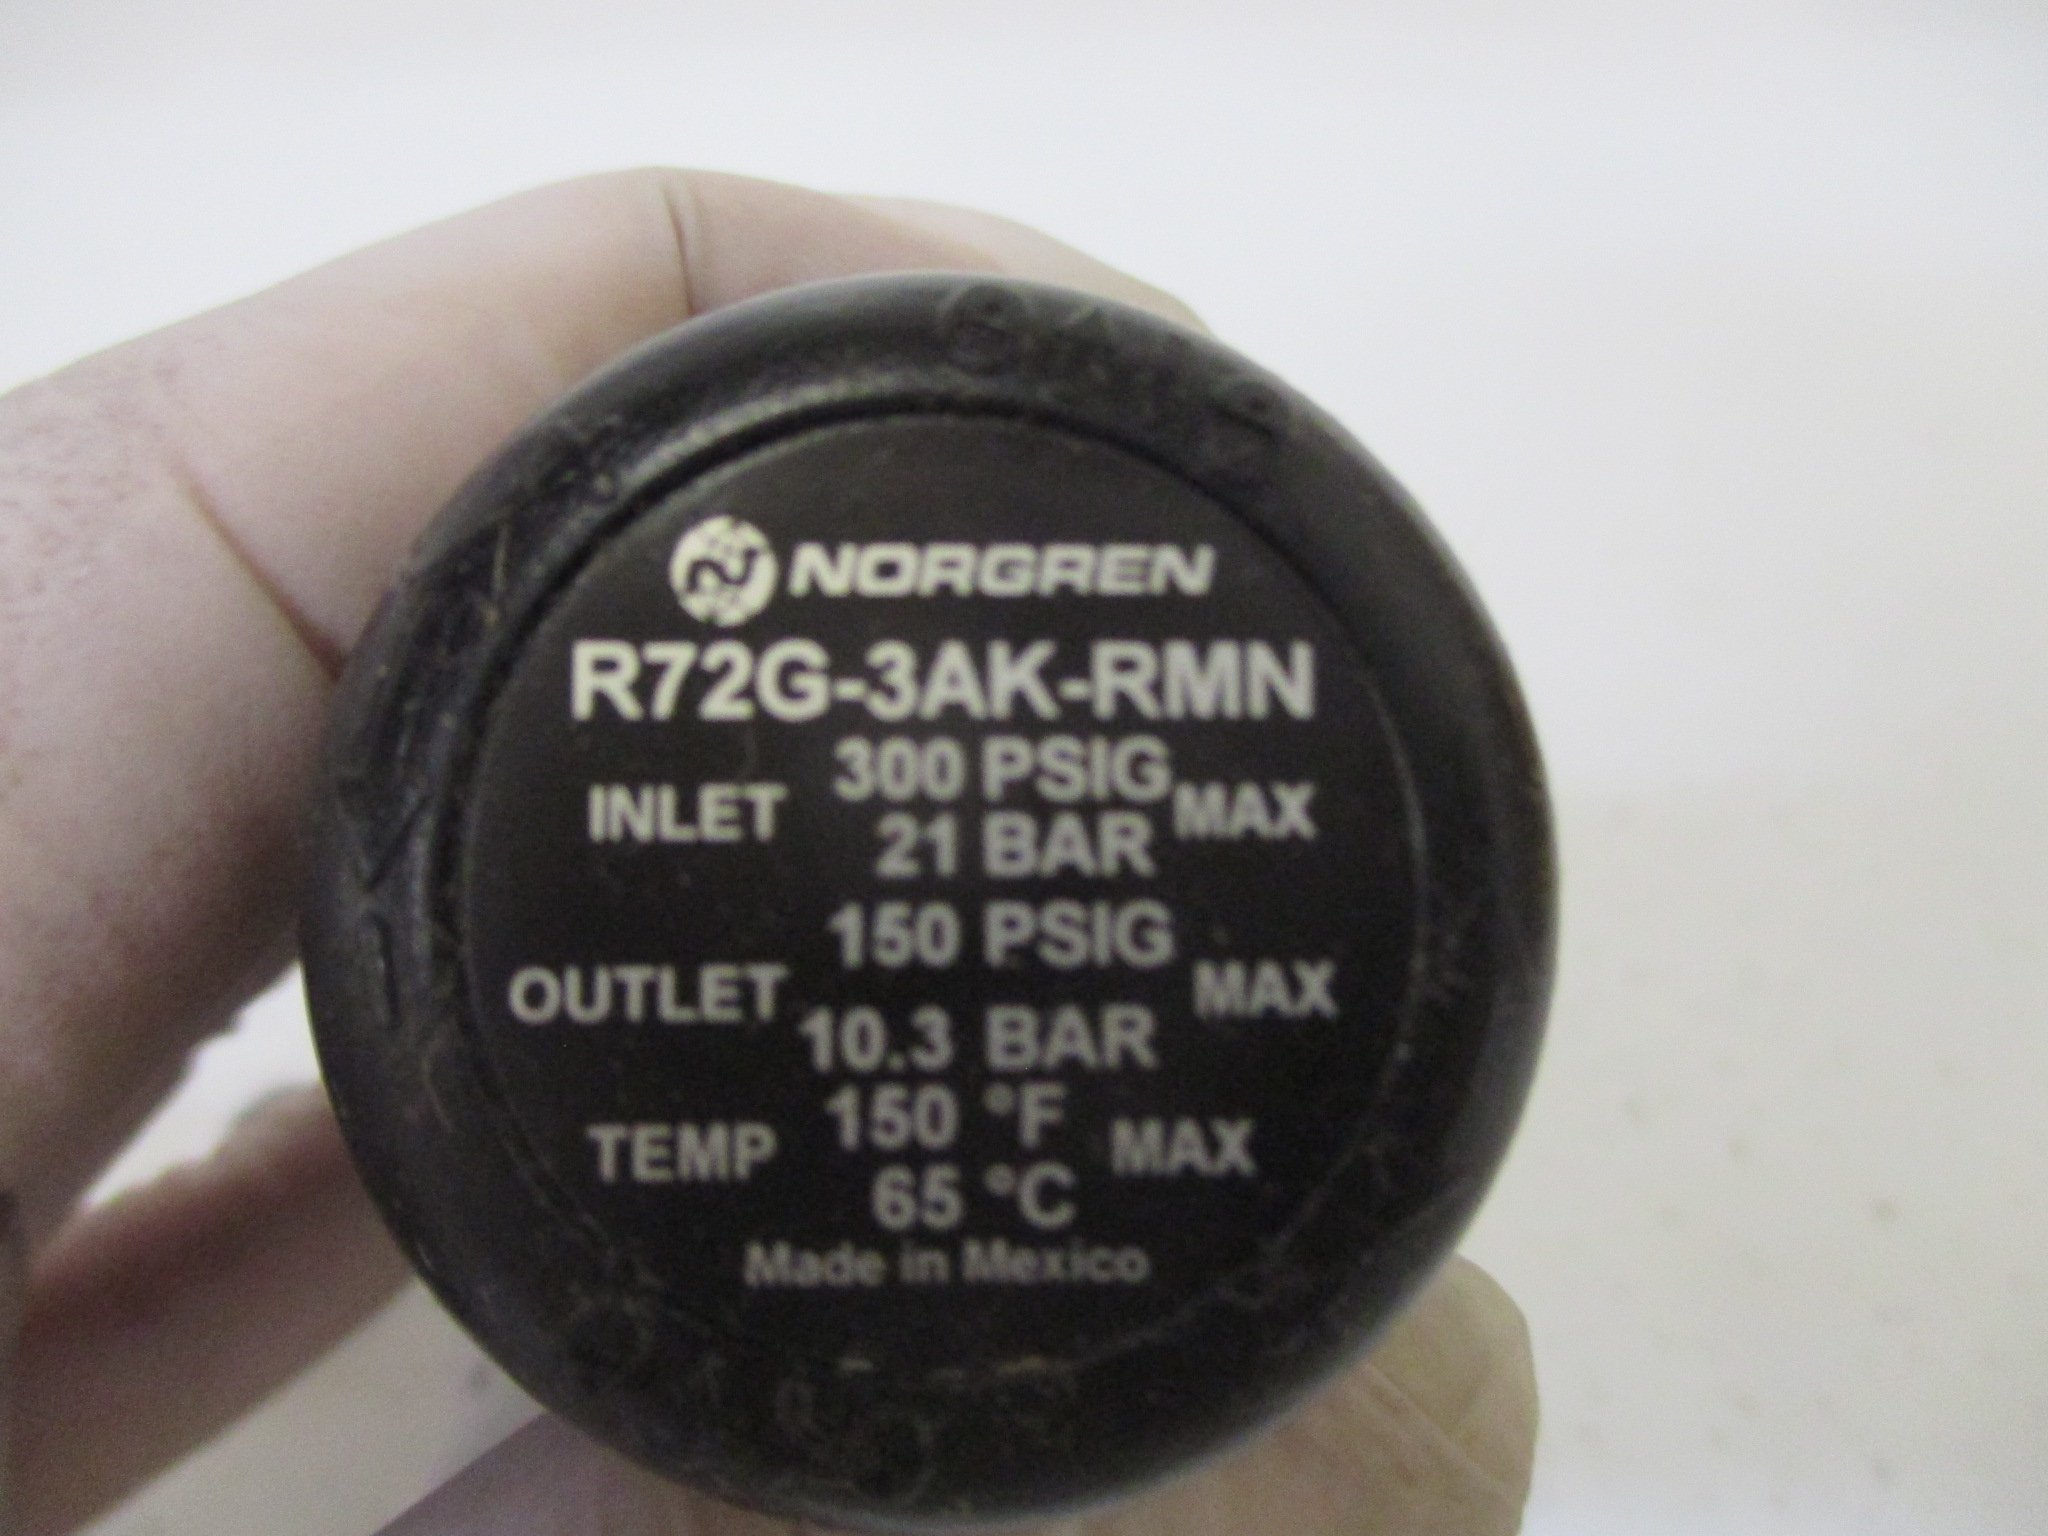 NORGREN
R72G-3AK-RMN
300 PSIG
INLET MAX
21 BAR
150 PSIG
OUTLET MAX
10.3 BAR
150 °F
TEMP MAX
65 °C
Made in Mexico